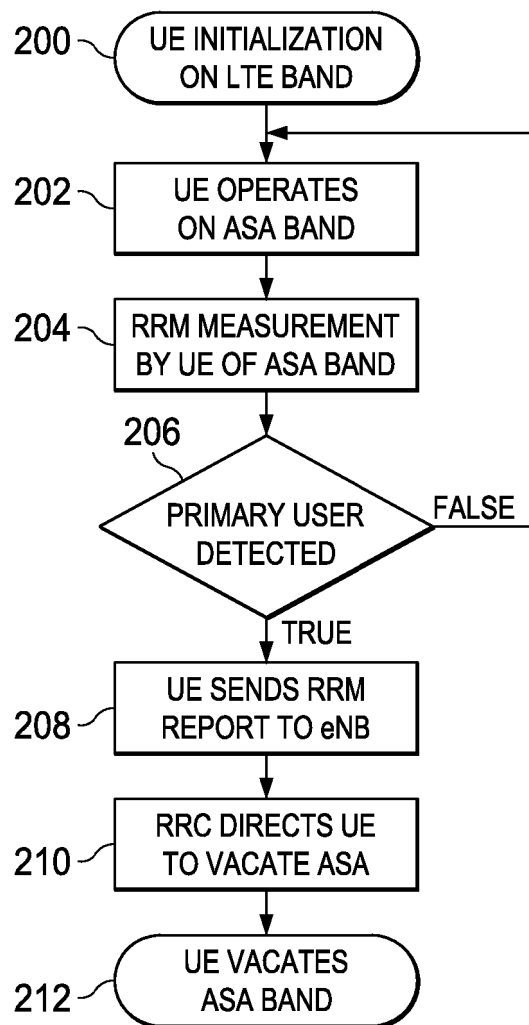 200
UE INITIALIZATION
ON LTE BAND
202
UE OPERATES
ON ASA BAND
204
RRM MEASUREMENT
BY UE OF ASA BAND
206
PRIMARY USER
DETECTED
FALSE
TRUE
208
UE SENDS RRM
REPORT TO eNB
210
RRC DIRECTS UE
TO VACATE ASA
212
UE VACATES
ASA BAND